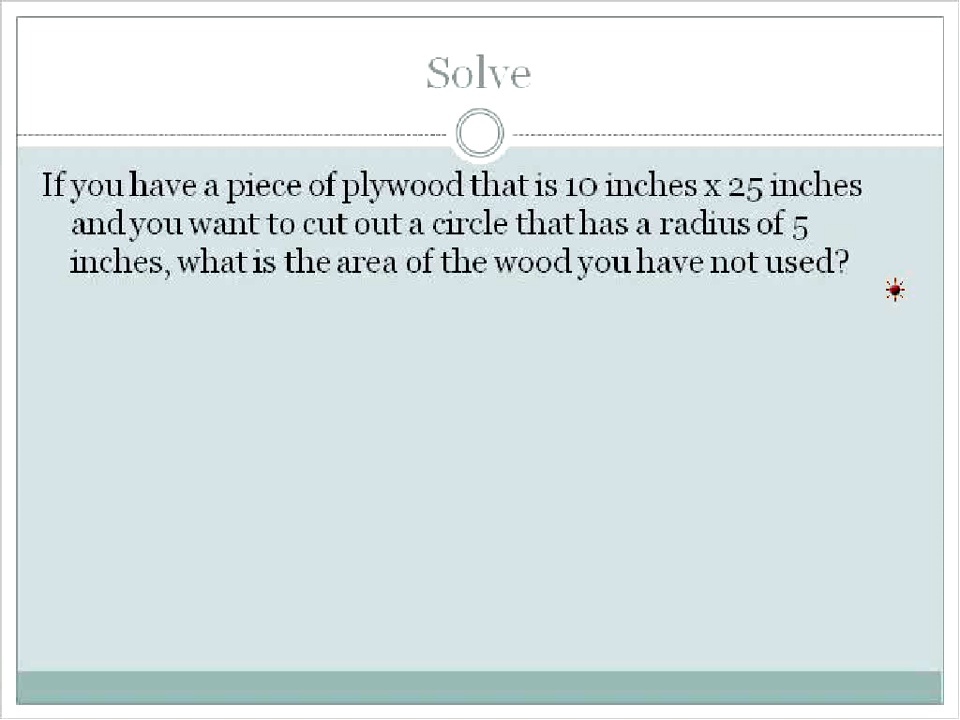 Solve
If you have a piece of plywood that is 10 inches x 25 inches
and you want to cut out a circle that has a radius of 5
inches, what is the area of the wood you have not used?